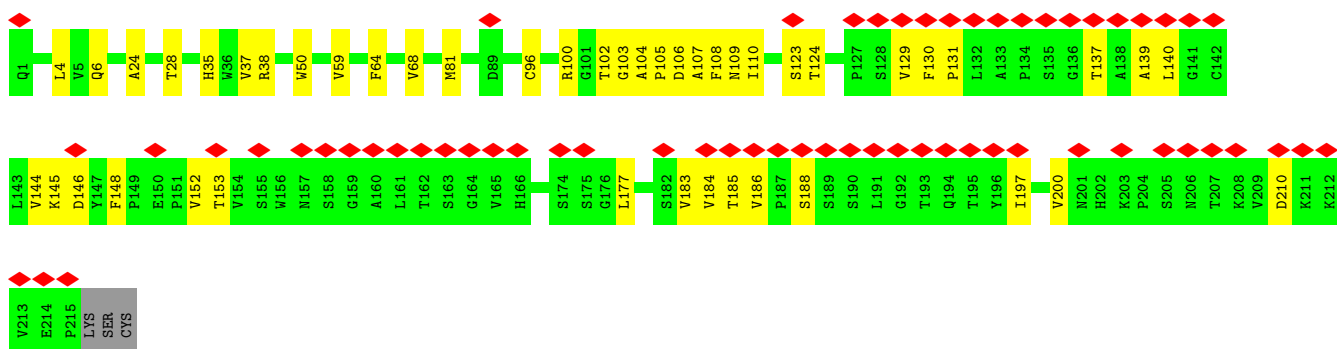 Q1 L4 V5 Q6 A24 T28 H35 W36 V37 R38 W50 V59 F64 V68 M81 D89 C96 R100 G101 T102 G103 A104 P105 D106 A107 F108 N109 I110 S123 T124 P127 S128 V129 F130 P131 L132 A133 P134 S135 G136 T137 A138 A139 L140 G141 C142
L143 V144 K145 D146 Y147 F148 P149 E150 P151 V152 T153 V154 S155 W156 N157 S158 G159 A160 L161 T162 S163 G164 V165 H166 S174 S175 G176 L177 S182 V183 V184 T185 V186 P187 S188 S189 S190 L191 G192 T193 Q194 T195 Y196 I197 V200 N201 H202 K203 P204 S205 N206 T207 K208 V209 D210 K211 K212
V213 E214 P215 LYS SER CYS